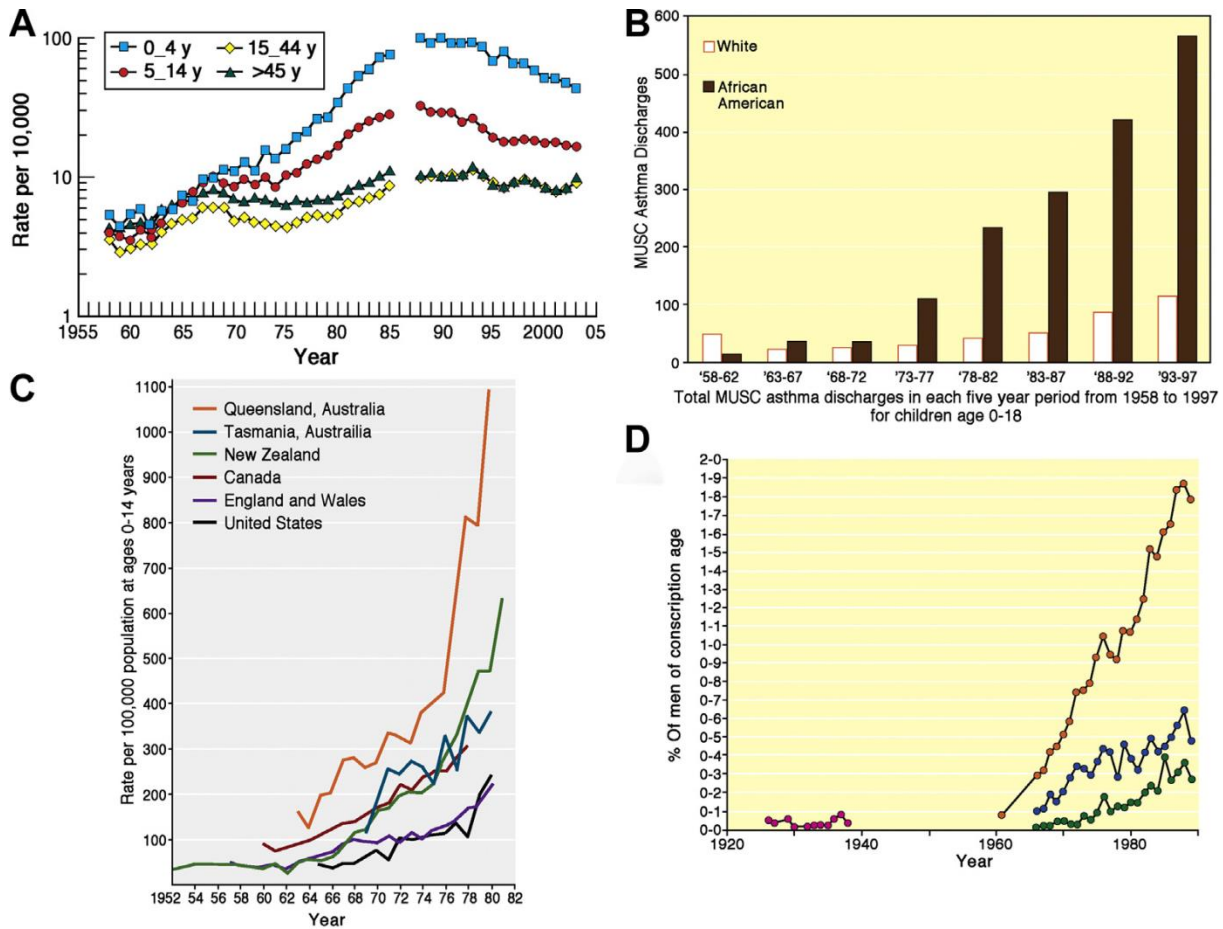 A
0_4 y
15_44 y
5_14 y
>45 y
Rate per 10,000
100
10
1
1955 60 65 70 75 80 85 90 95 2000 05
Year
B
White
African
American
MUSC Asthma Discharges
600
500
400
300
200
100
0
'58-62 '63-67 '68-72 '73-77 '78-82 '83-87 '88-92 '93-97
Total MUSC asthma discharges in each five year period from 1958 to 1997
for children age 0-18
C
Queensland, Australia
Tasmania, Austrailia
New Zealand
Canada
England and Wales
United States
Rate per 100,000 population at ages 0-14 years
1100
1000
900
800
700
600
500
400
300
200
100
1952 54 56 58 60 62 64 66 68 70 72 74 76 78 80 82
Year
D
% Of men of conscription age
2-0
1-9
1-8
1-7
1-6
1-5
1-4
1-3
1-2
1-1
1-0
0-9
0-8
0-7
0-6
0-5
0-4
0-3
0-2
0-1
0-0
1920 1940 1960 1980
Year